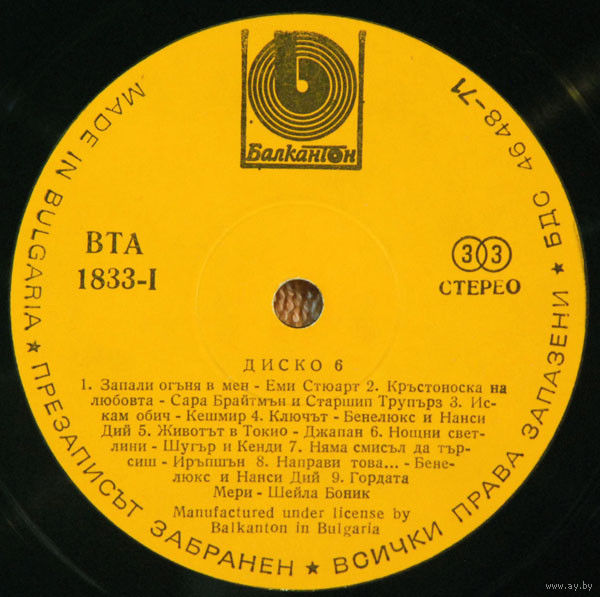 Балкантон
ВТА
1833-I
33
СТЕРЕО
ДИСКО 6
1. Запали огъня в мен - Еми Стюарт 2. Кръстоноска на
любовта - Сара Брайтмън и Старшип Трупърз 3. Ис-
кам обич - Кешмир 4. Ключът - Бенелюкс и Нанси
Дий 5. Животът в Токио - Джапан 6. Нощни свет-
лини - Шугър и Кенди 7. Няма смисъл да тър-
сиш - Иръпшън 8. Направи това... - Бене-
люкс и Нанси Дий 9. Гордата
Мери - Шейла Боник
Manufactured under license by
Balkanton in Bulgaria
MADE IN BULGARIA ★ ПРЕЗАПИСЪТ ЗАБРАНЕН ★ ВСИЧКИ ПРАВА ЗАПАЗЕНИ ★ БДС 4648-71
www.ay.by